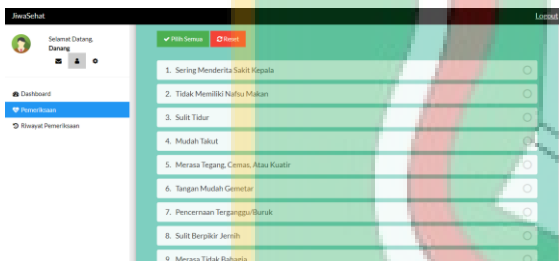 JiwaSehat
Logout
Selamat Datang,
Danang
Dashboard
Pemeriksaan
Riwayat Pemeriksaan
Pilih Semua
Reset
1. Sering Menderita Sakit Kepala
2. Tidak Memiliki Nafsu Makan
3. Sulit Tidur
4. Mudah Takut
5. Merasa Tegang, Cemas, Atau Kuatir
6. Tangan Mudah Gemetar
7. Pencernaan Terganggu/Buruk
8. Sulit Berpikir Jernih
9. Merasa Tidak Bahagia